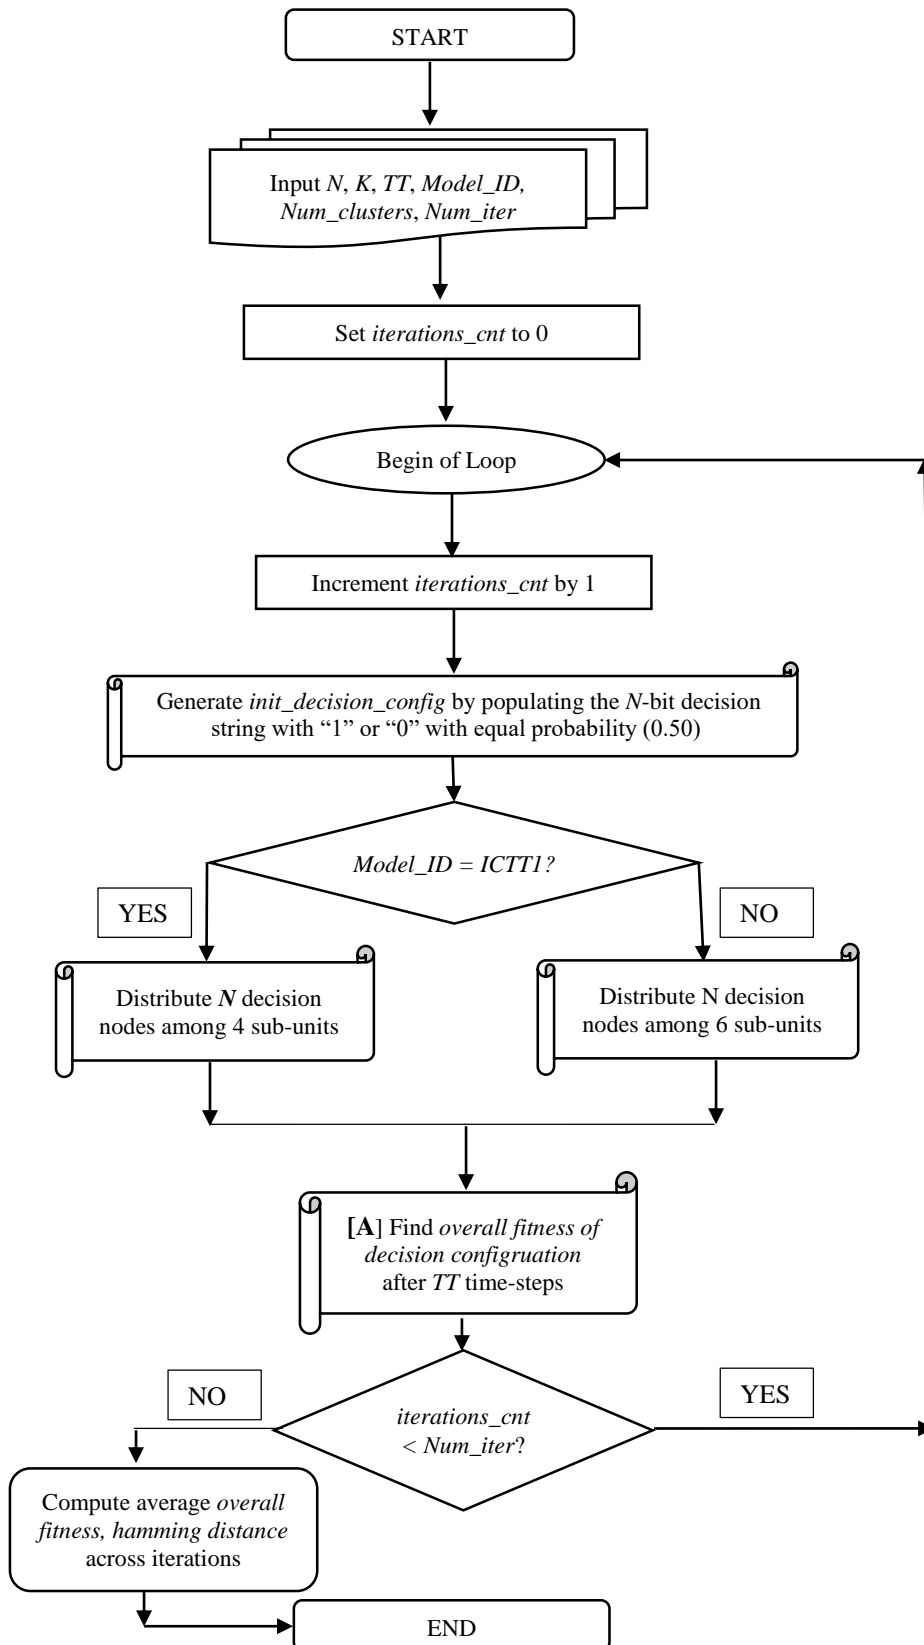 START
Input N, K, TT, Model_ID,
Num_clusters, Num_iter
Set iterations_cnt to 0
Begin of Loop
Increment iterations_cnt by 1
Generate init_decision_config by populating the N-bit decision
string with “1” or “0” with equal probability (0.50)
Model_ID = ICTT1?
YES
NO
Distribute N decision
nodes among 4 sub-units
Distribute N decision
nodes among 6 sub-units
[A] Find overall fitness of
decision configruation
after TT time-steps
NO
YES
iterations_cnt
< Num_iter?
Compute average overall
fitness, hamming distance
across iterations
END